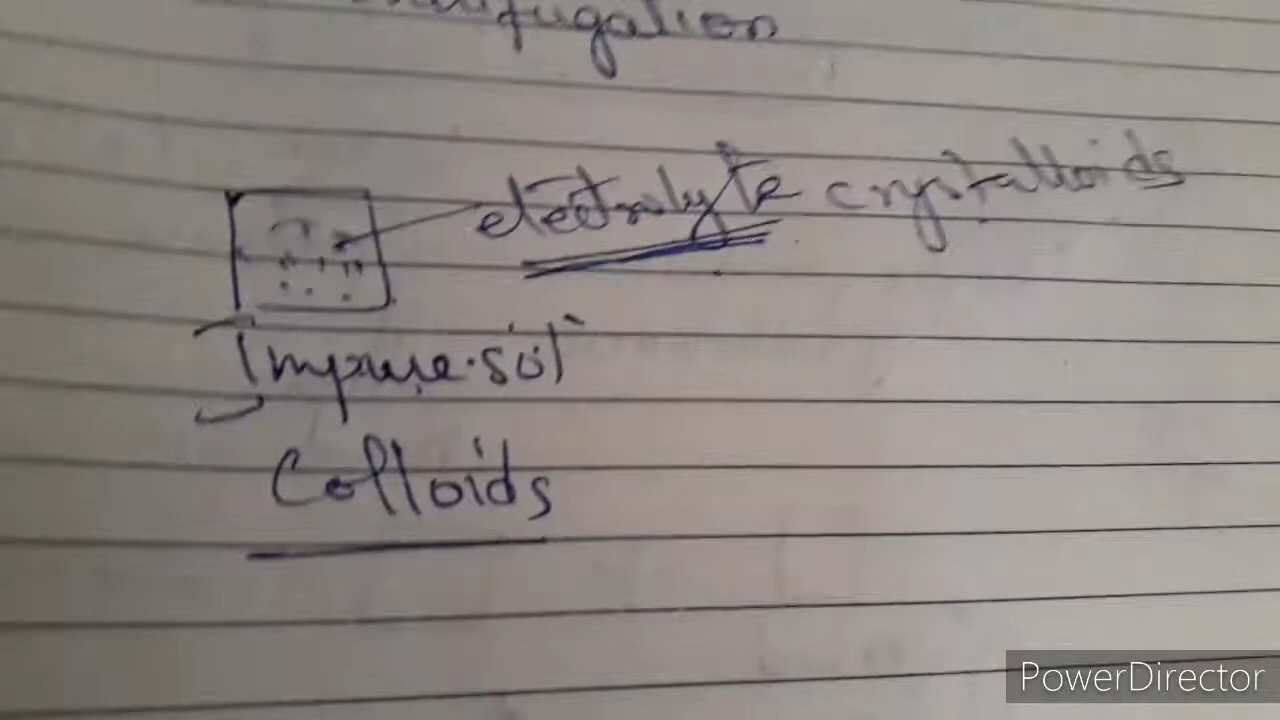 electrolyte crystalloids
Impure sol
Colloids
PowerDirector